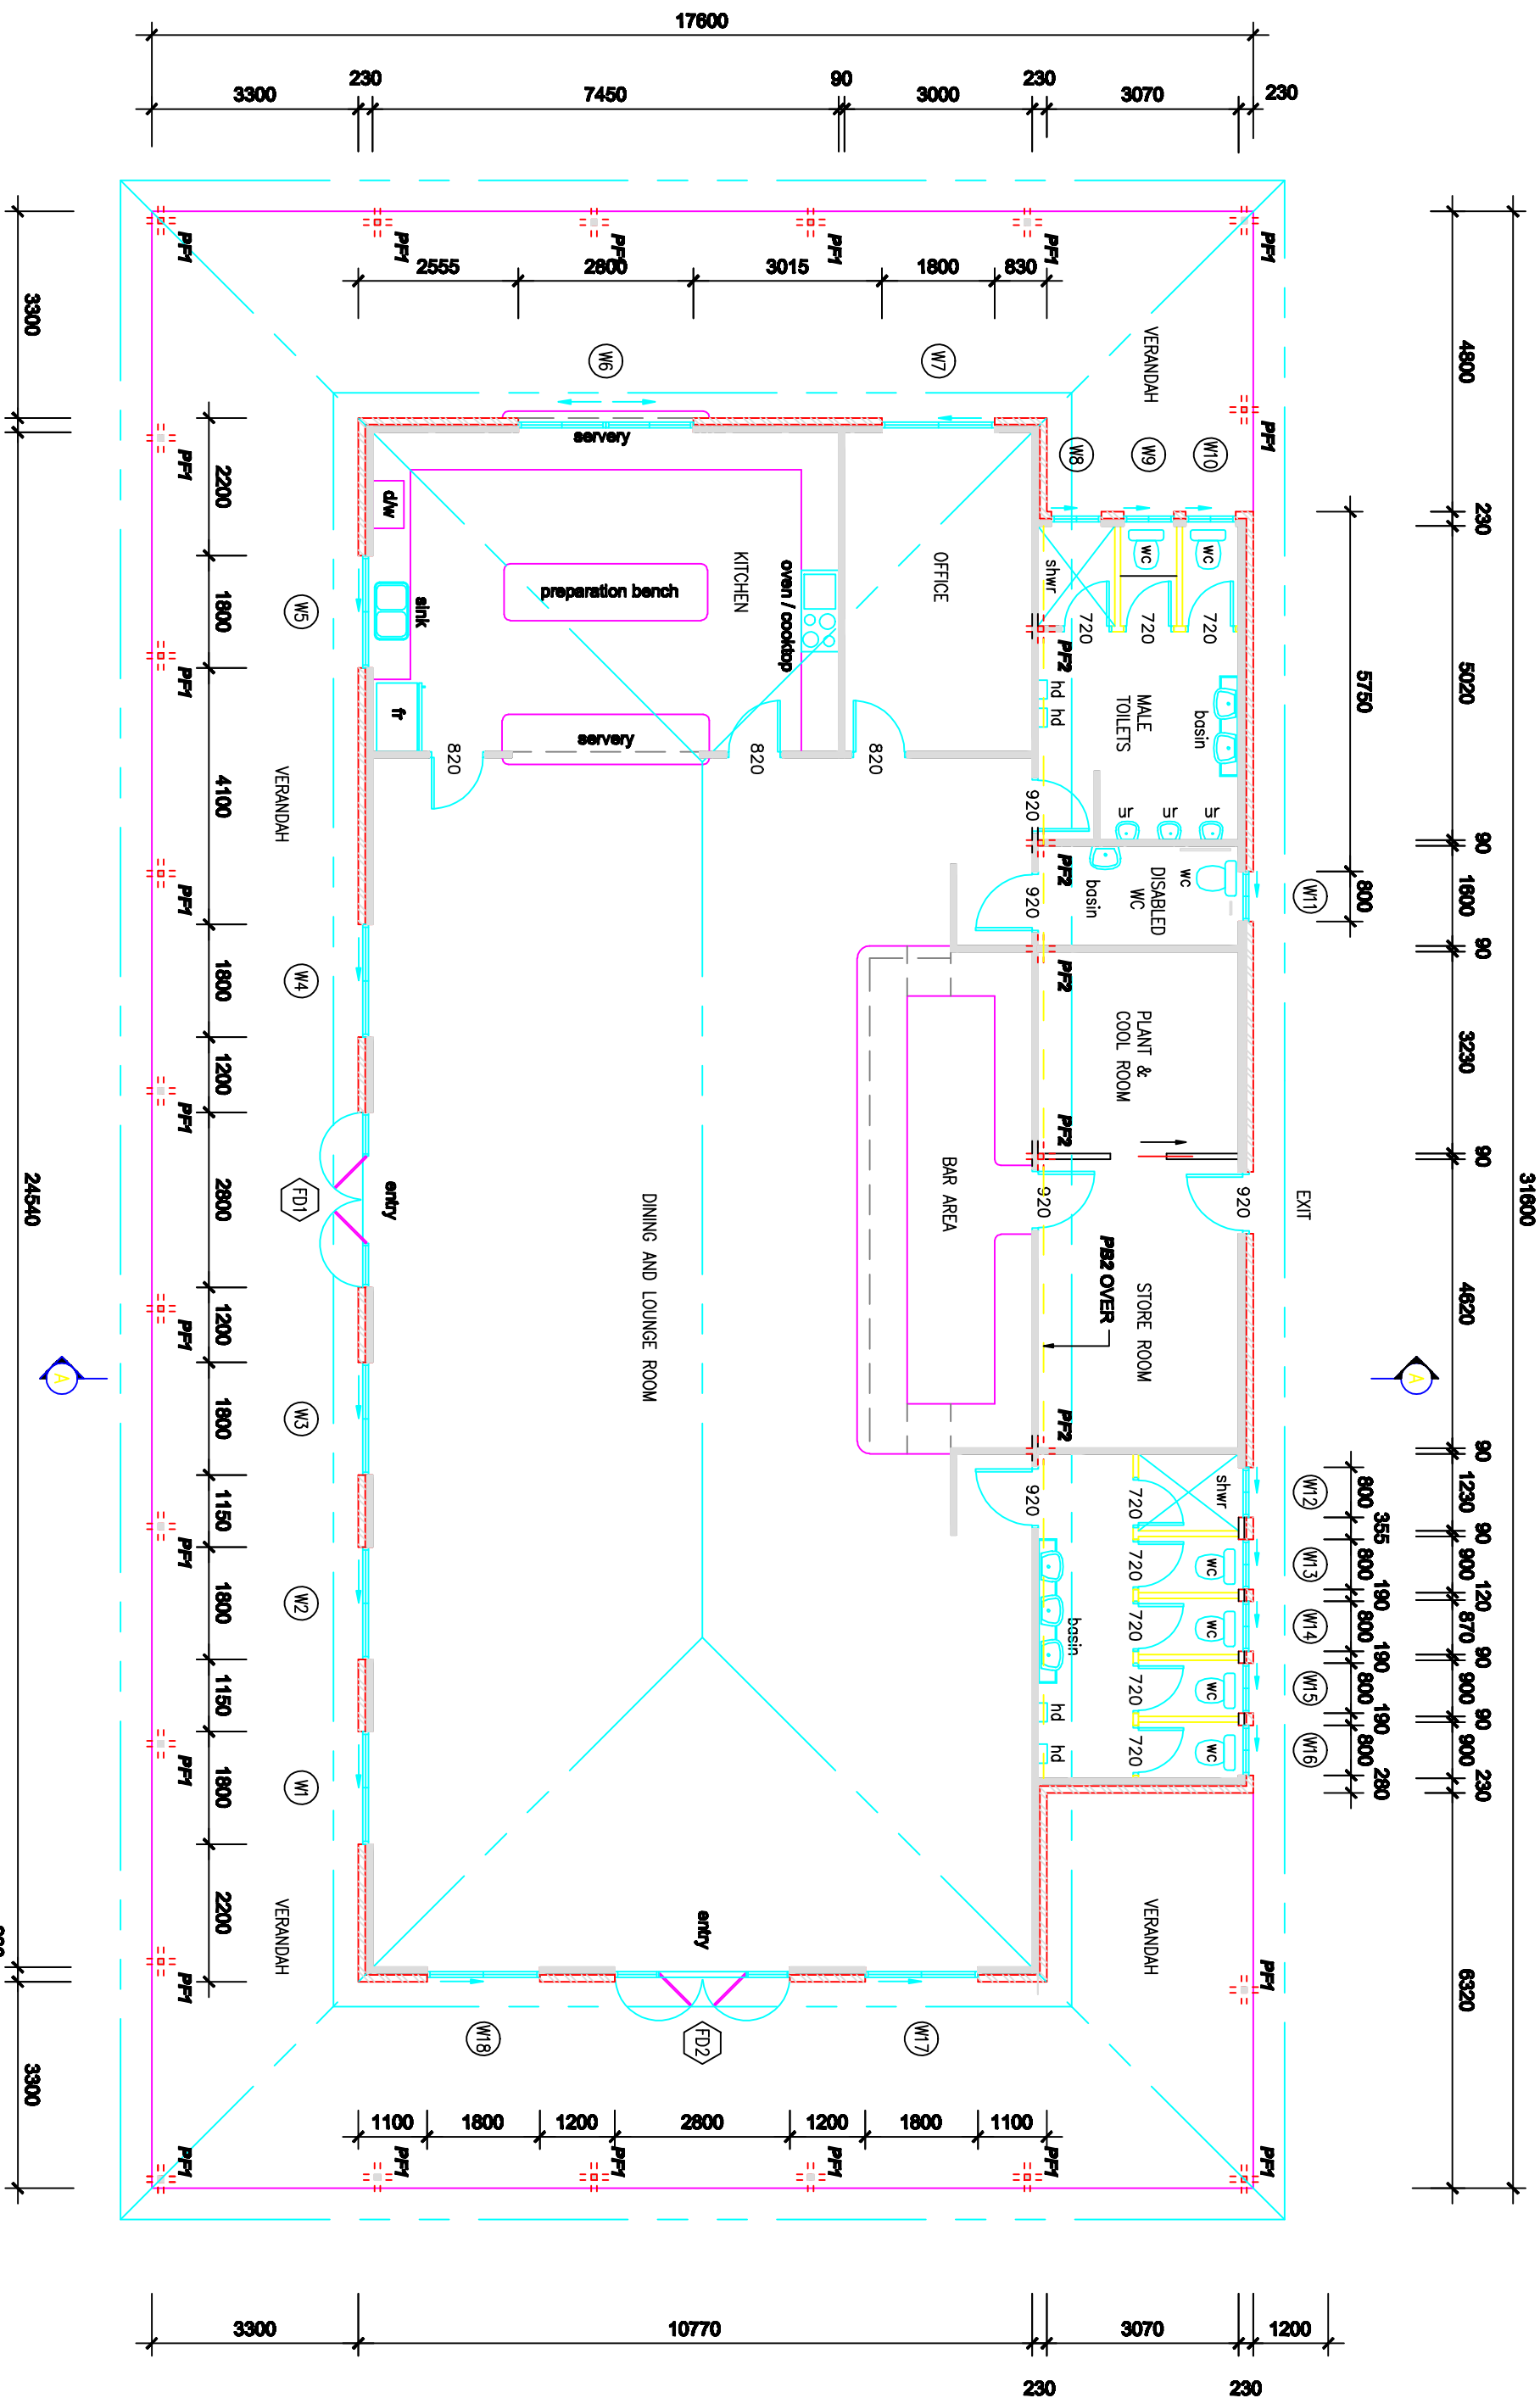 31600
4800
230
5020
90
1600
90
3230
90
4620
90
1230
90
900
120
870
90
900
90
900
230
6320
5750
800
800
355
800
190
800
190
800
190
800
280
W11
EXIT
W12
W13
W14
W15
W16
A
PF1
PF1
PF1
PF1
VERANDAH
VERANDAH
W10
W9
W8
wc
wc
shwr
720
720
720
MALE
TOILETS
basin
hd
hd
ur
ur
ur
920
PF2
PF2
PF2
PF2
PF2
DISABLED
WC
wc
basin
920
PLANT &
COOL ROOM
920
920
STORE ROOM
PB2 OVER
shwr
wc
wc
wc
wc
720
720
720
720
720
920
basin
hd
hd
BAR AREA
OFFICE
820
KITCHEN
oven / cooktop
820
preparation bench
servery
servery
820
d/w
sink
fr
DINING AND LOUNGE ROOM
entry
entry
W7
W6
W17
FD2
W18
830
1800
3015
2800
2555
1100
1800
1200
2800
1200
1800
1100
PF1
PF1
PF1
PF1
PF1
PF1
PF1
PF1
W5
W4
FD1
W3
W2
W1
VERANDAH
VERANDAH
2200
1800
4100
1800
1200
2800
1200
1800
1150
1800
1150
1800
2200
PF1
PF1
PF1
PF1
PF1
PF1
PF1
PF1
PF1
PF1
A
3300
24540
3300
17600
230
3070
230
3000
90
7450
230
3300
1200
230
3070
230
10770
3300